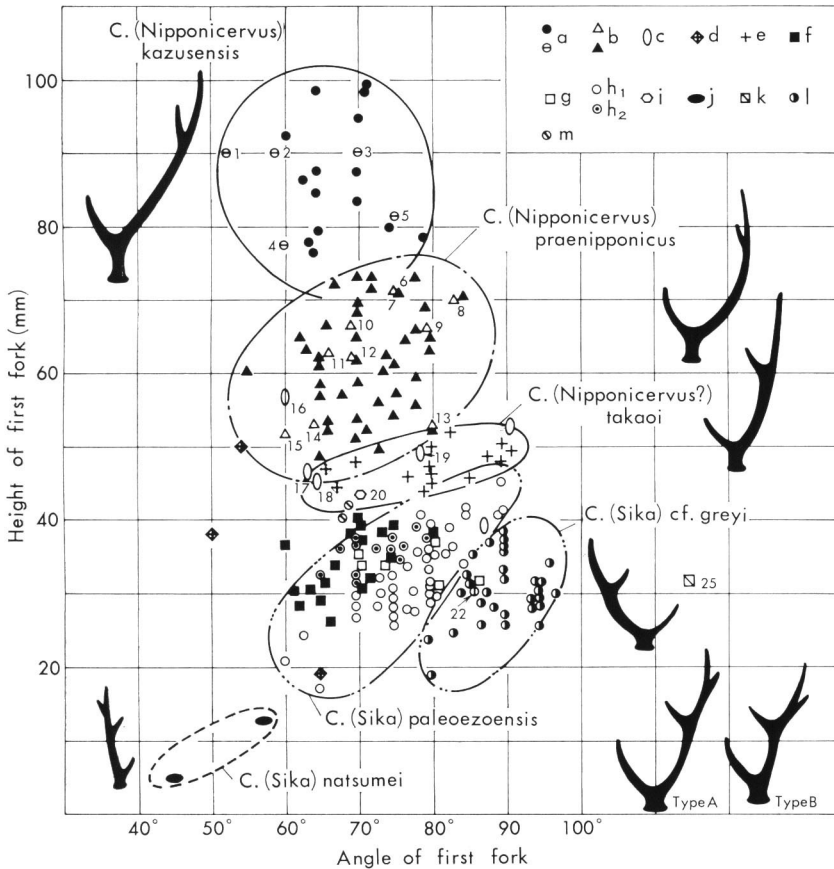 C. (Nipponicervus)
kazusensis
a
b
c
d
e
f
g
h₁
h₂
i
j
k
l
m
100
80
60
40
20
Height of first fork (mm)
1
2
3
4
5
C. (Nipponicervus)
praenipponicus
6
7
8
9
10
11
12
13
14
15
16
C. (Nipponicervus?)
takaoi
17
18
19
20
C. (Sika) cf. greyi
22
25
C. (Sika) paleoezoensis
C. (Sika) natsumei
Type A
Type B
40°
50°
60°
70°
80°
90°
100°
Angle of first fork